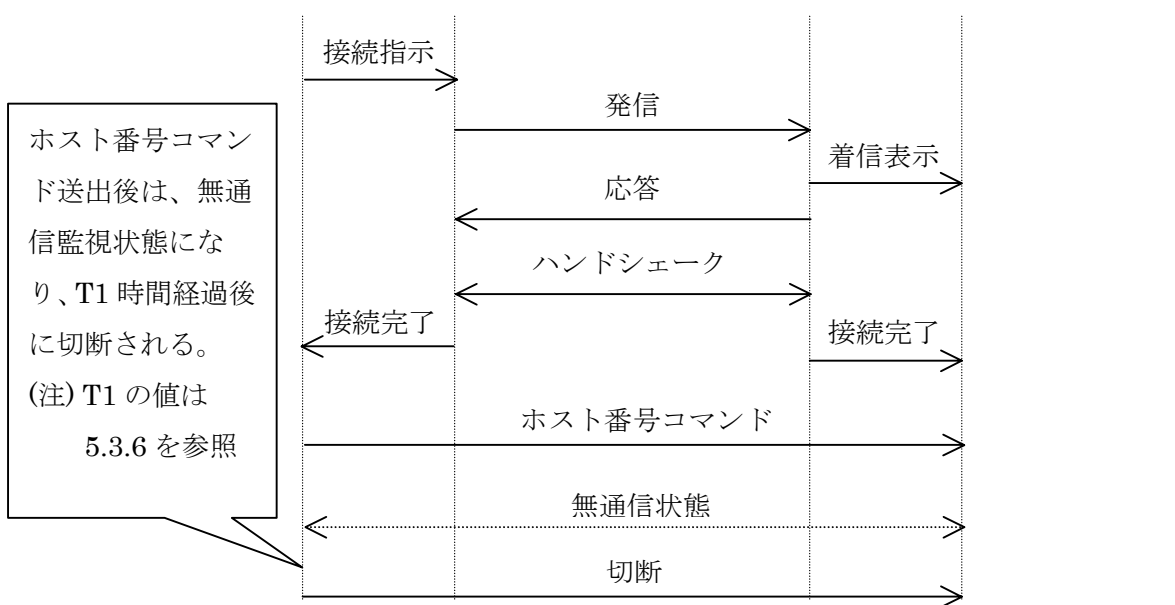 接続指示
発信
着信表示
応答
ハンドシェーク
接続完了
接続完了
ホスト番号コマンド
無通信状態
切断
ホスト番号コマン
ド送出後は、無通
信監視状態にな
り、T1 時間経過後
に切断される。
(注) T1 の値は
5.3.6 を参照